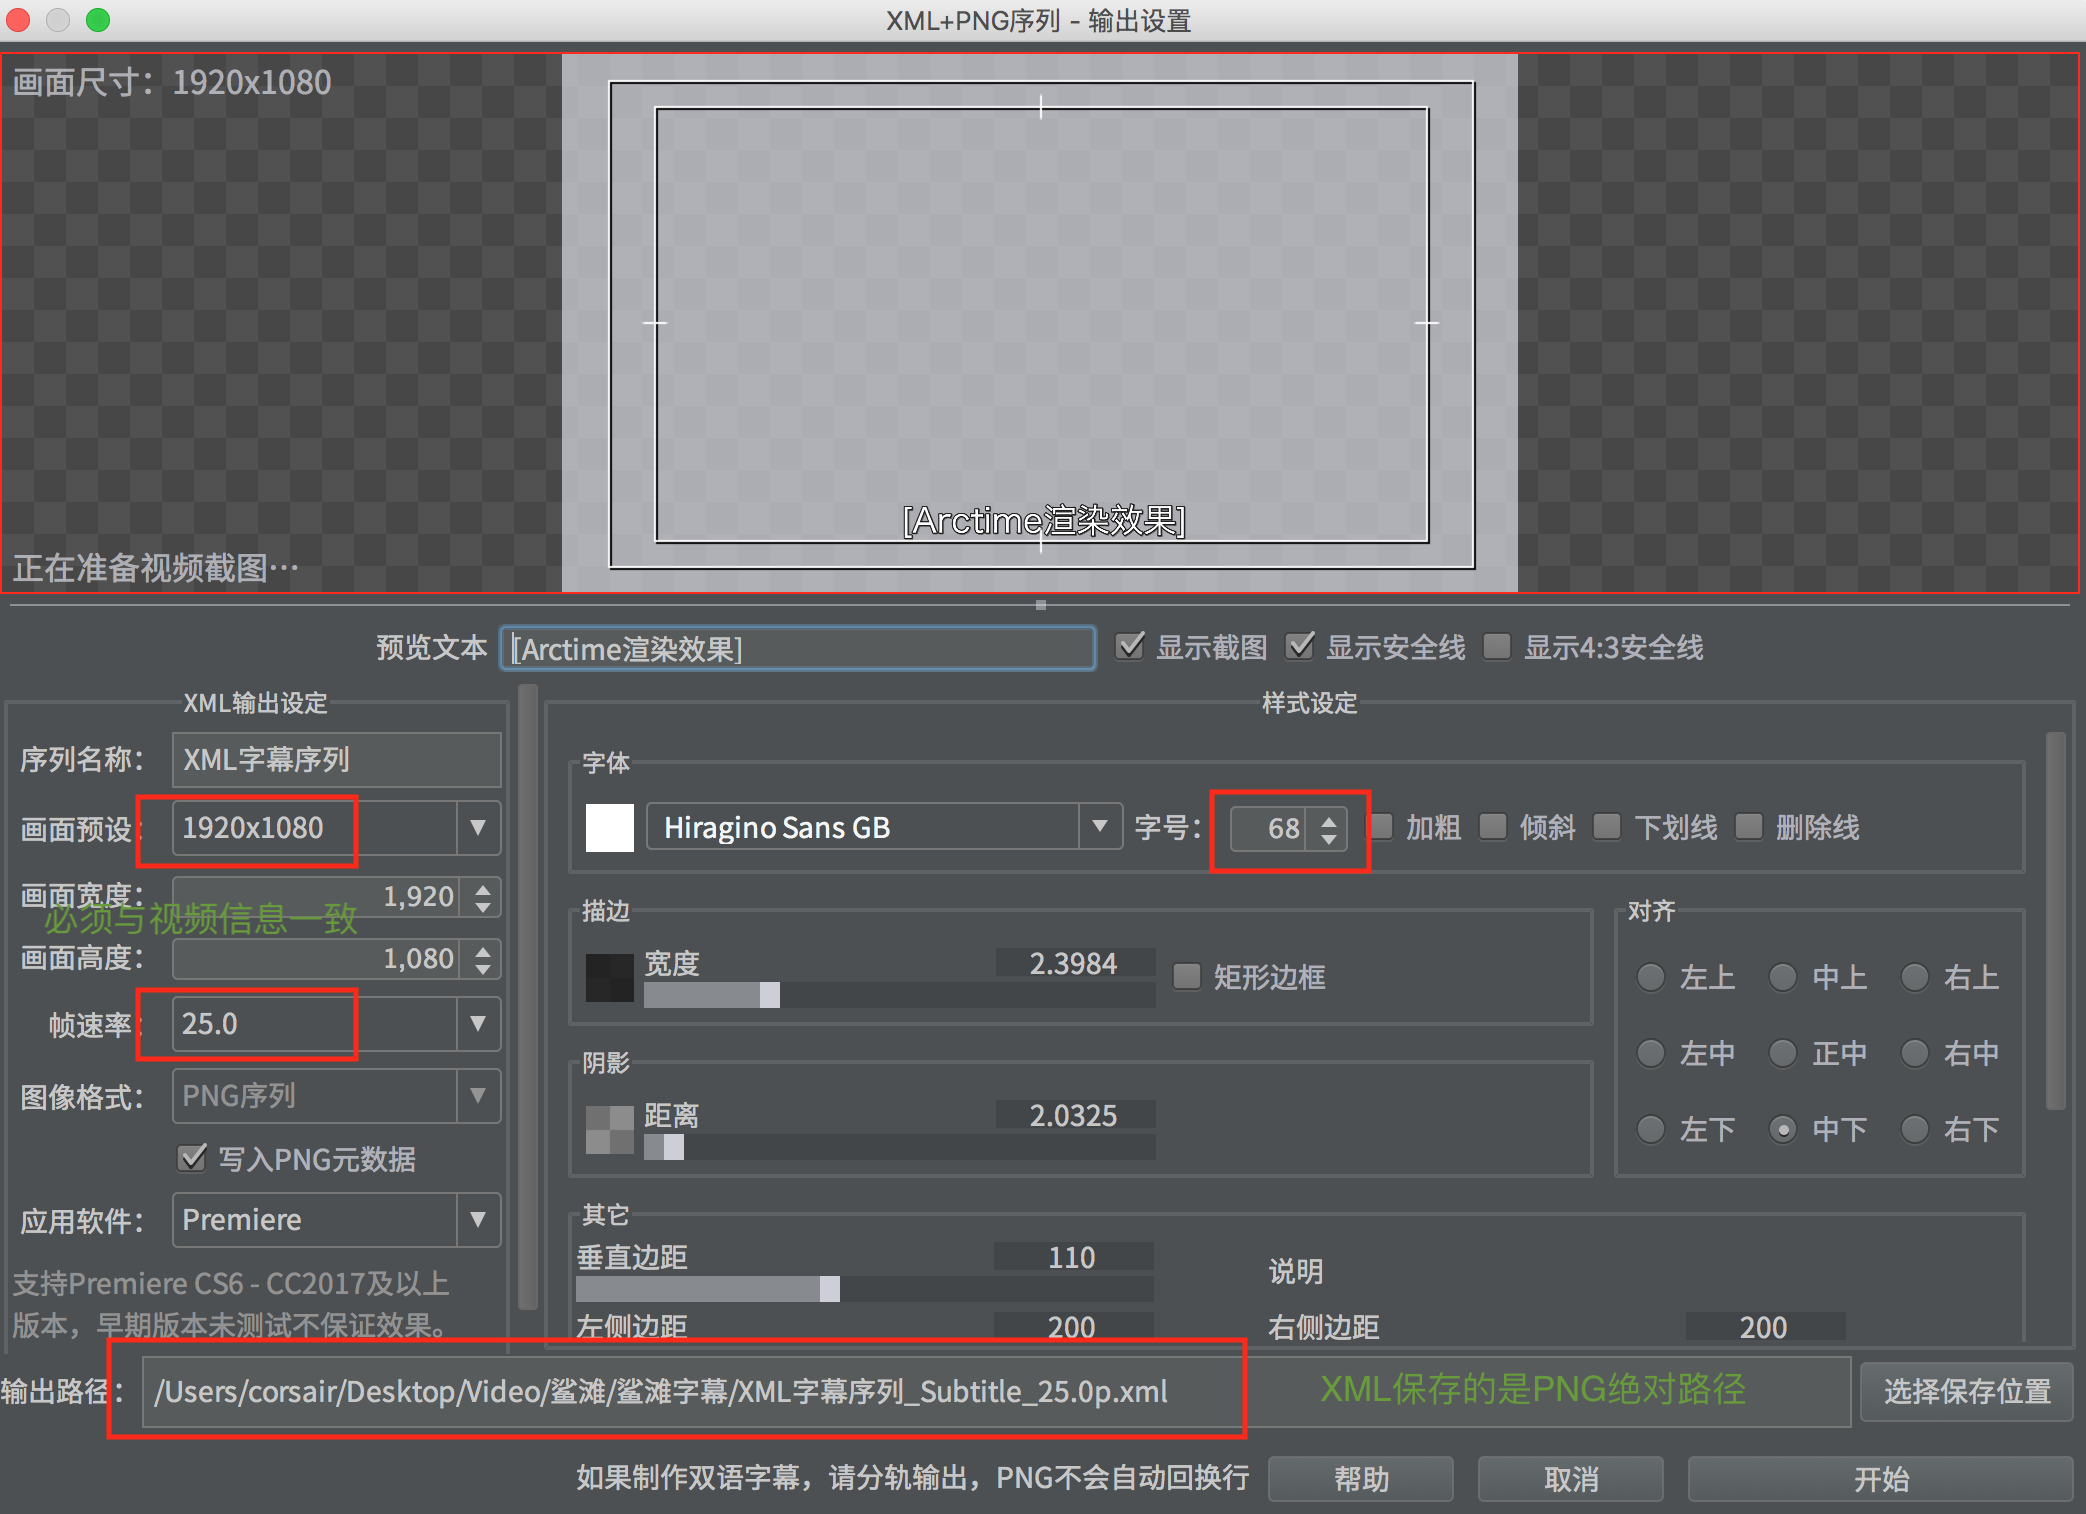 XML+PNG序列 - 输出设置
画面尺寸：1920x1080
[Arctime渲染效果]
正在准备视频截图…
预览文本 [Arctime渲染效果] 显示截图 显示安全线 显示4:3安全线
XML输出设定
序列名称： XML字幕序列
画面预设： 1920x1080
画面宽度： 1,920
必须与视频信息一致
画面高度： 1,080
帧速率： 25.0
图像格式： PNG序列
写入PNG元数据
应用软件： Premiere
支持Premiere CS6 - CC2017及以上
版本，早期版本未测试不保证效果。
样式设定
字体
Hiragino Sans GB 字号： 68 加粗 倾斜 下划线 删除线
描边
宽度 2.3984 矩形边框
对齐
左上 中上 右上
左中 正中 右中
左下 中下 右下
阴影
距离 2.0325
其它
垂直边距 110 说明
左侧边距 200 右侧边距 200
输出路径： /Users/corsair/Desktop/Video/鲨滩/鲨滩字幕/XML字幕序列_Subtitle_25.0p.xml XML保存的是PNG绝对路径 选择保存位置
如果制作双语字幕，请分轨输出，PNG不会自动回换行 帮助 取消 开始